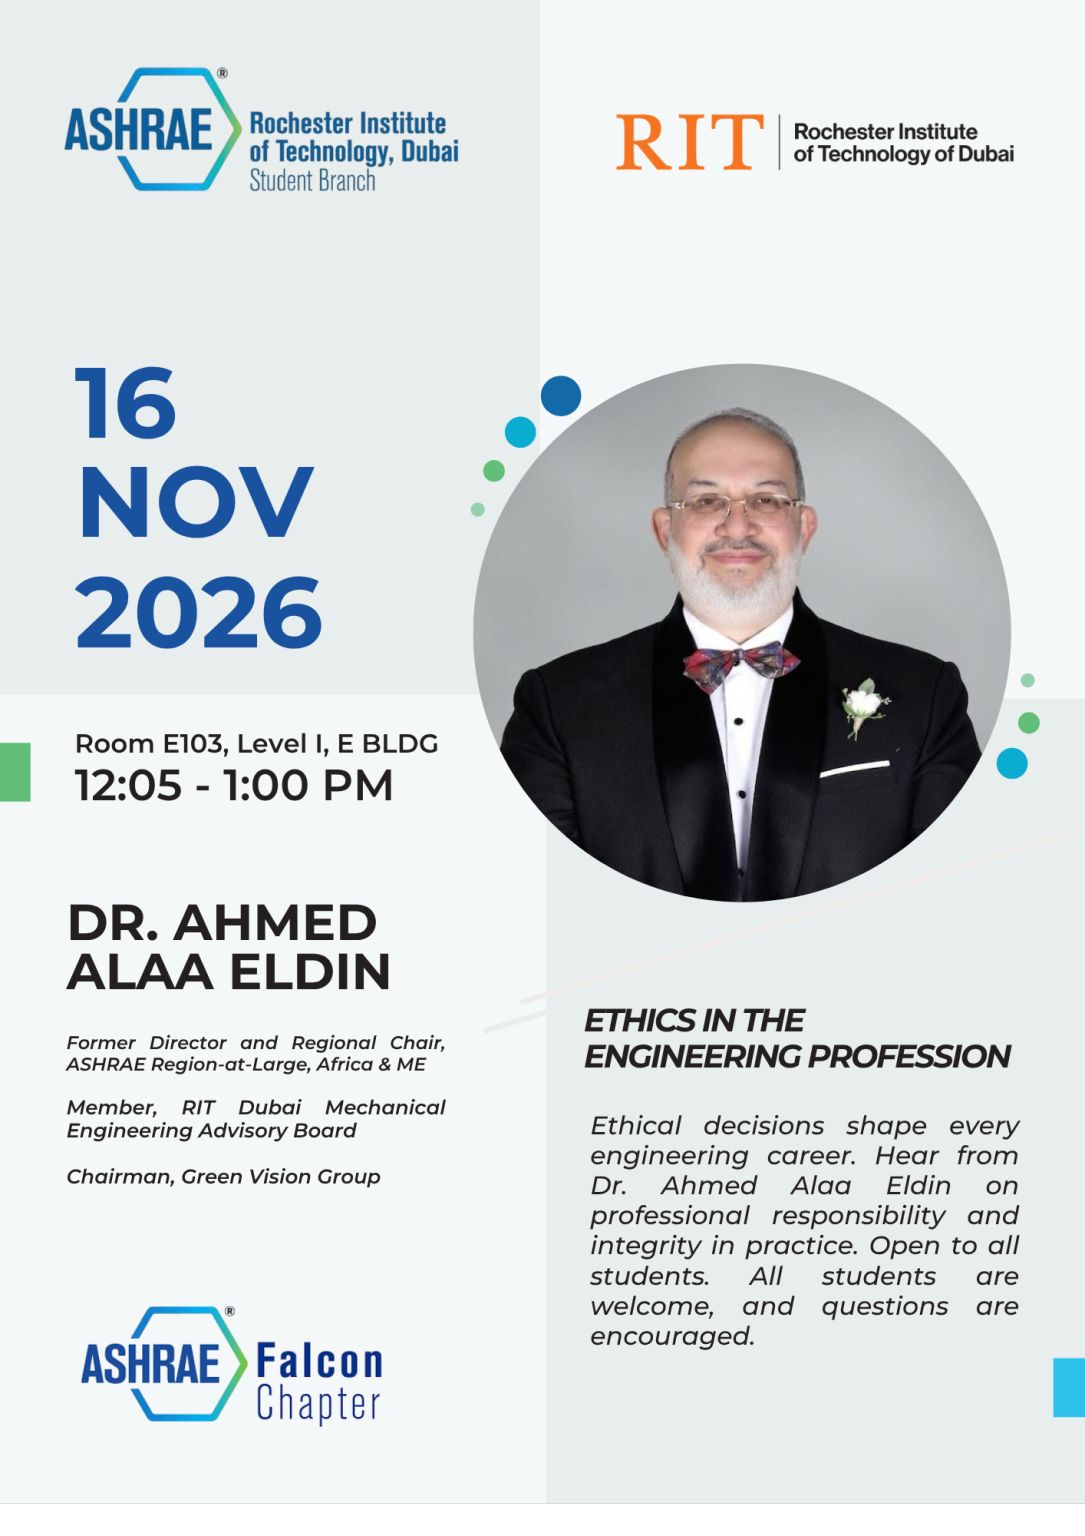 ASHRAE®
Rochester Institute
of Technology, Dubai
Student Branch
RIT
Rochester Institute
of Technology of Dubai
16
NOV
2026
Room E103, Level I, E BLDG
12:05 - 1:00 PM
DR. AHMED
ALAA ELDIN
Former Director and Regional Chair,
ASHRAE Region-at-Large, Africa & ME
Member, RIT Dubai Mechanical
Engineering Advisory Board
Chairman, Green Vision Group
ETHICS IN THE
ENGINEERING PROFESSION
Ethical decisions shape every
engineering career. Hear from
Dr. Ahmed Alaa Eldin on
professional responsibility and
integrity in practice. Open to all
students. All students are
welcome, and questions are
encouraged.
ASHRAE®
Falcon
Chapter